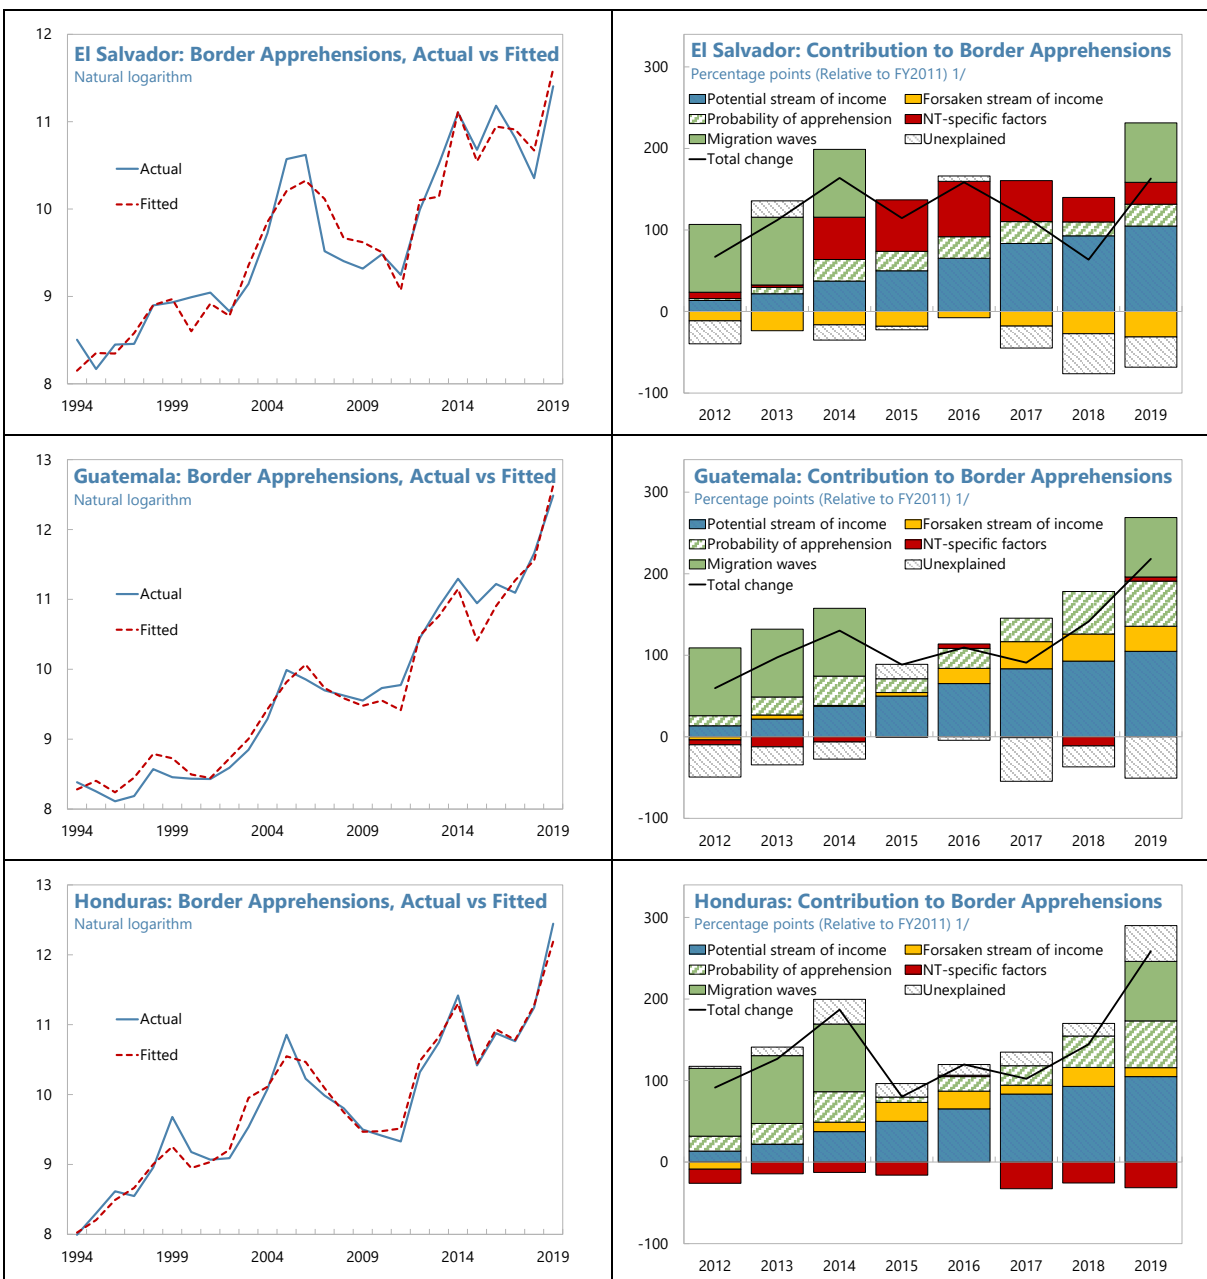 El Salvador: Border Apprehensions, Actual vs Fitted
Natural logarithm
12
11
10
9
8
Actual
Fitted
1994 1999 2004 2009 2014 2019
El Salvador: Contribution to Border Apprehensions
Percentage points (Relative to FY2011) 1/
Potential stream of income Forsaken stream of income
Probability of apprehension NT-specific factors
Migration waves Unexplained
Total change
300
200
100
0
-100
2012 2013 2014 2015 2016 2017 2018 2019
Guatemala: Border Apprehensions, Actual vs Fitted
Natural logarithm
13
12
11
10
9
8
Actual
Fitted
1994 1999 2004 2009 2014 2019
Guatemala: Contribution to Border Apprehensions
Percentage points (Relative to FY2011) 1/
Potential stream of income Forsaken stream of income
Probability of apprehension NT-specific factors
Migration waves Unexplained
Total change
300
200
100
0
-100
2012 2013 2014 2015 2016 2017 2018 2019
Honduras: Border Apprehensions, Actual vs Fitted
Natural logarithm
13
12
11
10
9
8
Actual
Fitted
1994 1999 2004 2009 2014 2019
Honduras: Contribution to Border Apprehensions
Percentage points (Relative to FY2011) 1/
Potential stream of income Forsaken stream of income
Probability of apprehension NT-specific factors
Migration waves Unexplained
Total change
300
200
100
0
-100
2012 2013 2014 2015 2016 2017 2018 2019